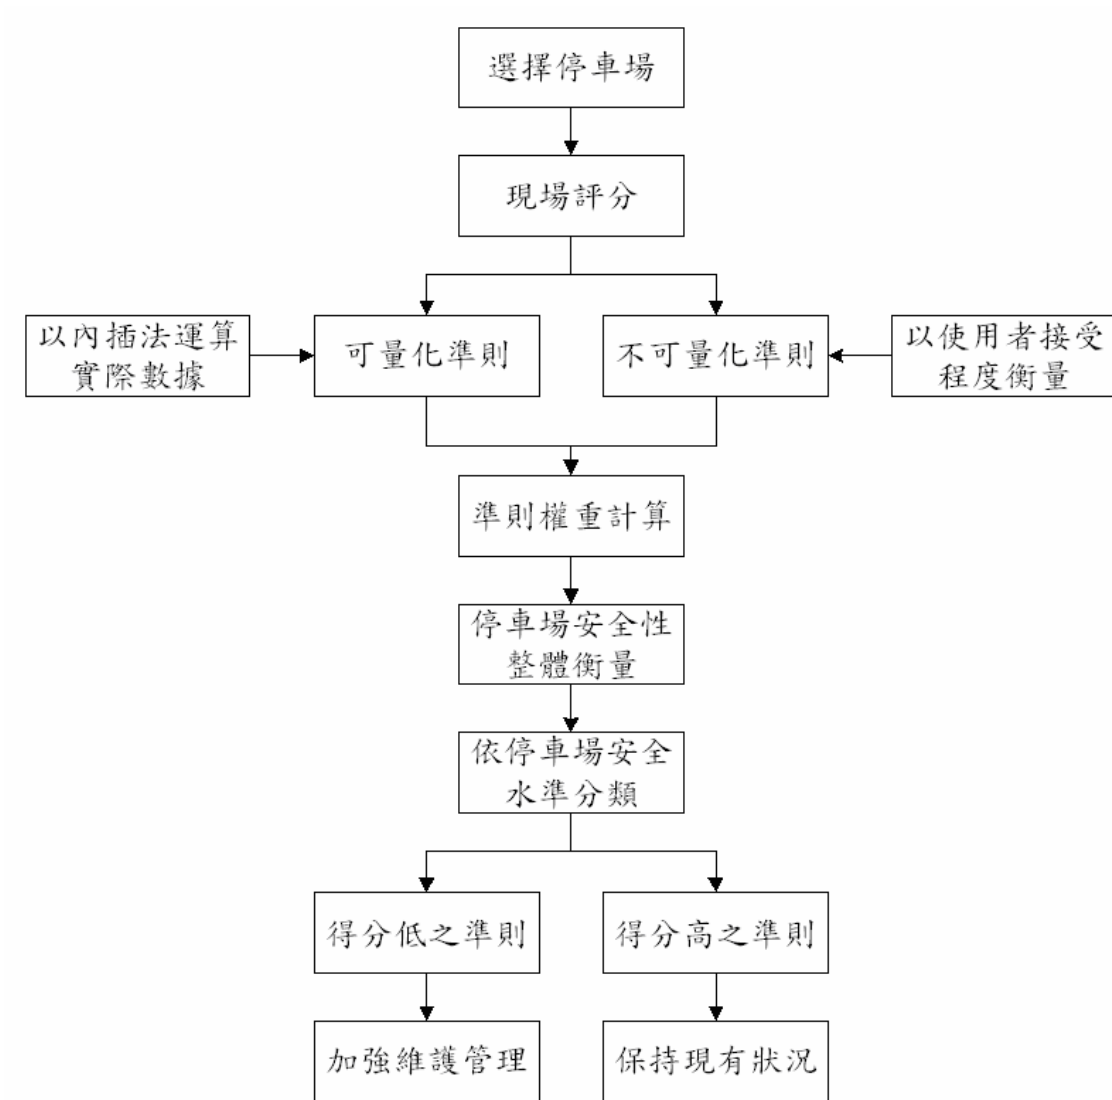 選擇停車場
現場評分
以內插法運算
實際數據
可量化準則
不可量化準則
以使用者接受
程度衡量
準則權重計算
停車場安全性
整體衡量
依停車場安全
水準分類
得分低之準則
得分高之準則
加強維護管理
保持現有狀況